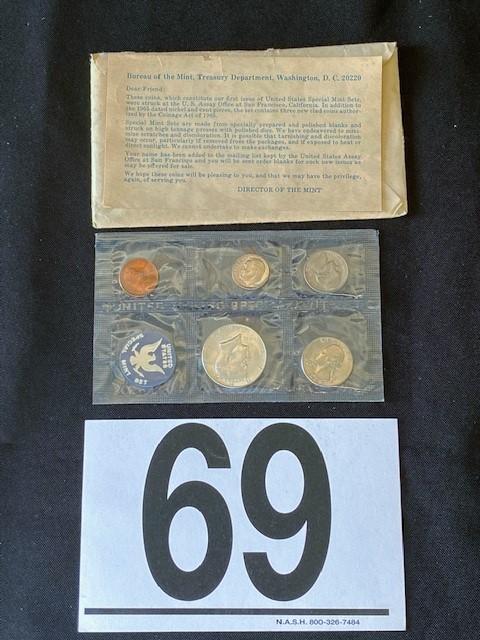 Bureau of the Mint, Treasury Department, Washington, D. C. 20220
Dear Friend:
These coins, which constitute our first issue of United States Special Mint Sets,
were struck at the U. S. Assay Office at San Francisco, California. In addition to
the 1965 dated nickel and cent pieces, the set contains three new clad coins author-
ized by the Coinage Act of 1965.
Special Mint Sets are made from specially prepared and polished blanks and
struck on high tonnage presses with polished dies. We have endeavored to mini-
mize scratches and discoloration. It is possible that tarnishing and discoloration
may occur, particularly if removed from the packages, and if exposed to heat or
direct sunlight. We cannot undertake to make exchanges.
Your name has been added to the mailing list kept by the United States Assay
Office at San Francisco and you will be sent order blanks for such new issues as
may be offered for sale.
We hope these coins will be pleasing to you, and that we may have the privilege,
again, of serving you.
DIRECTOR OF THE MINT
UNITED
STATES
SPECIAL MINT SET
69
N.A.S.H. 800-326-7484